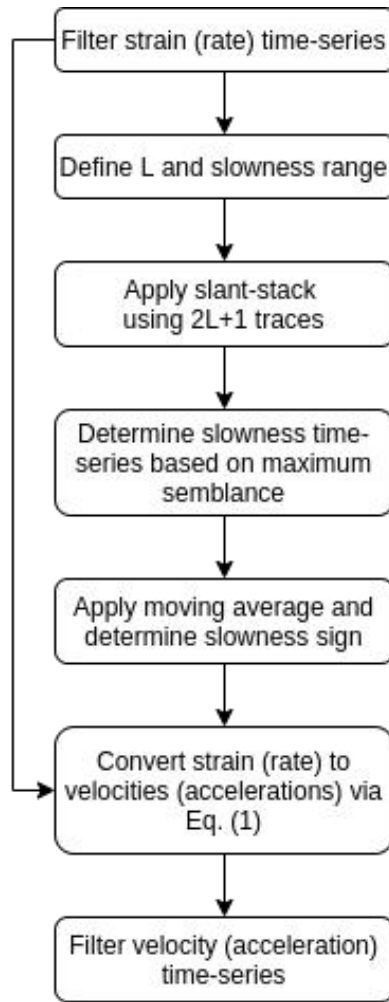 Filter strain (rate) time-series
Define L and slowness range
Apply slant-stack
using 2L+1 traces
Determine slowness time-
series based on maximum
semblance
Apply moving average and
determine slowness sign
Convert strain (rate) to
velocities (accelerations) via
Eq. (1)
Filter velocity (acceleration)
time-series